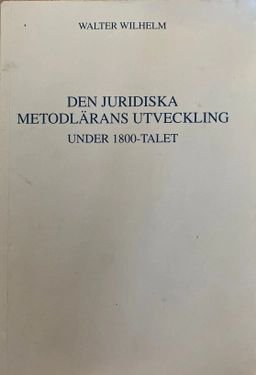 WALTER WILHELM
DEN JURIDISKA
METODLÄRANS UTVECKLING
UNDER 1800-TALET